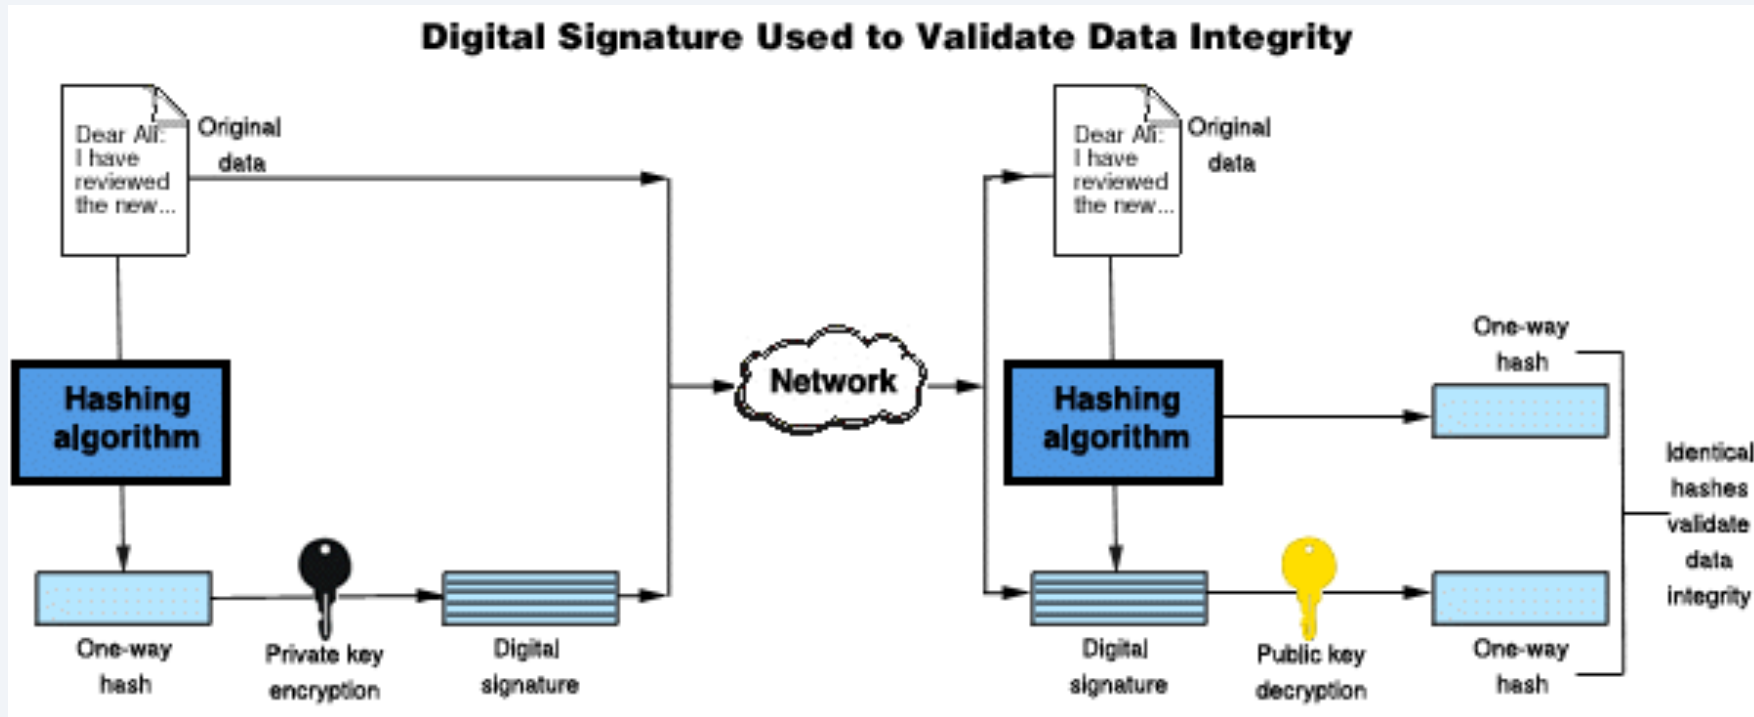 Digital Signature Used to Validate Data Integrity
Dear Ali:
I have
reviewed
the new...
Original
data
Hashing
algorithm
One-way
hash
Private key
encryption
Digital
signature
Network
Dear Ali:
I have
reviewed
the new...
Original
data
Hashing
algorithm
One-way
hash
Digital
signature
Public key
decryption
One-way
hash
Identical
hashes
validate
data
integrity